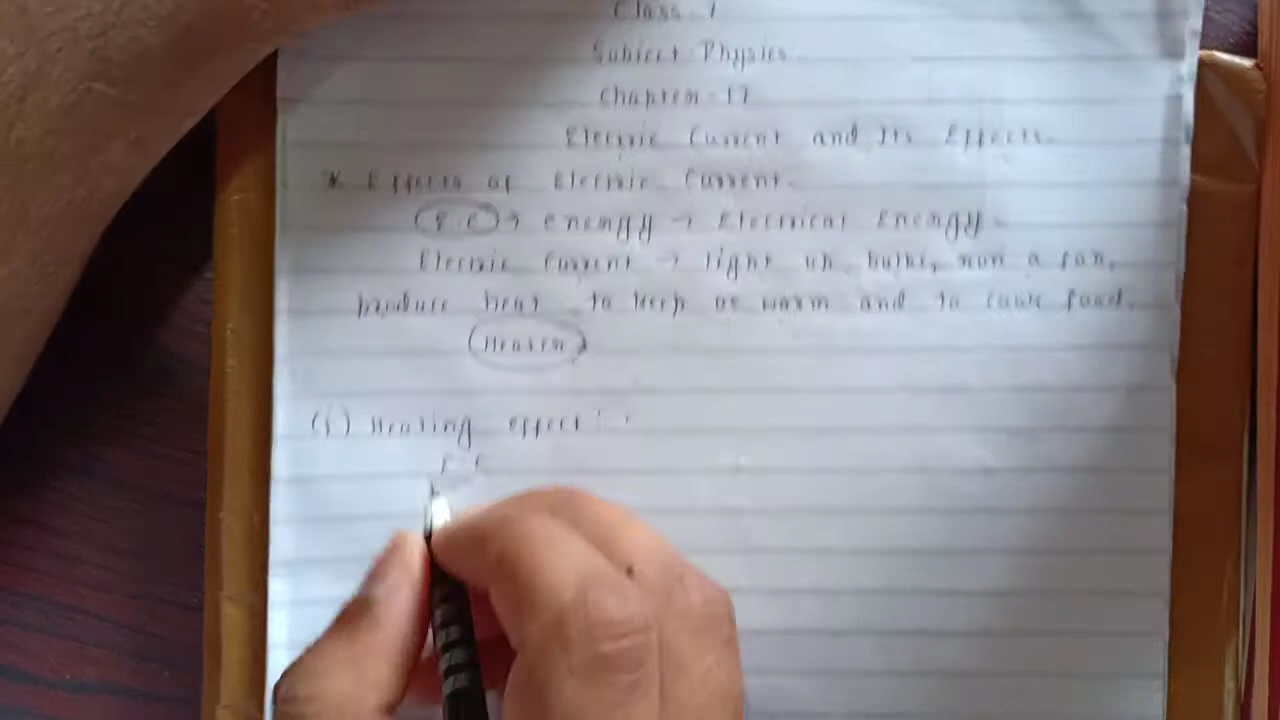 Class - 7
Subject - Physics
Chapter - 17
Electric Current and Its Effects.
* Effects of Electric Current.
E.C → energy → Electrical Energy.
Electric Current → light up bulbs, run a fan,
produce heat to keep us warm and to cook food.
(Heater)
(i) Heating effect :-
E.C